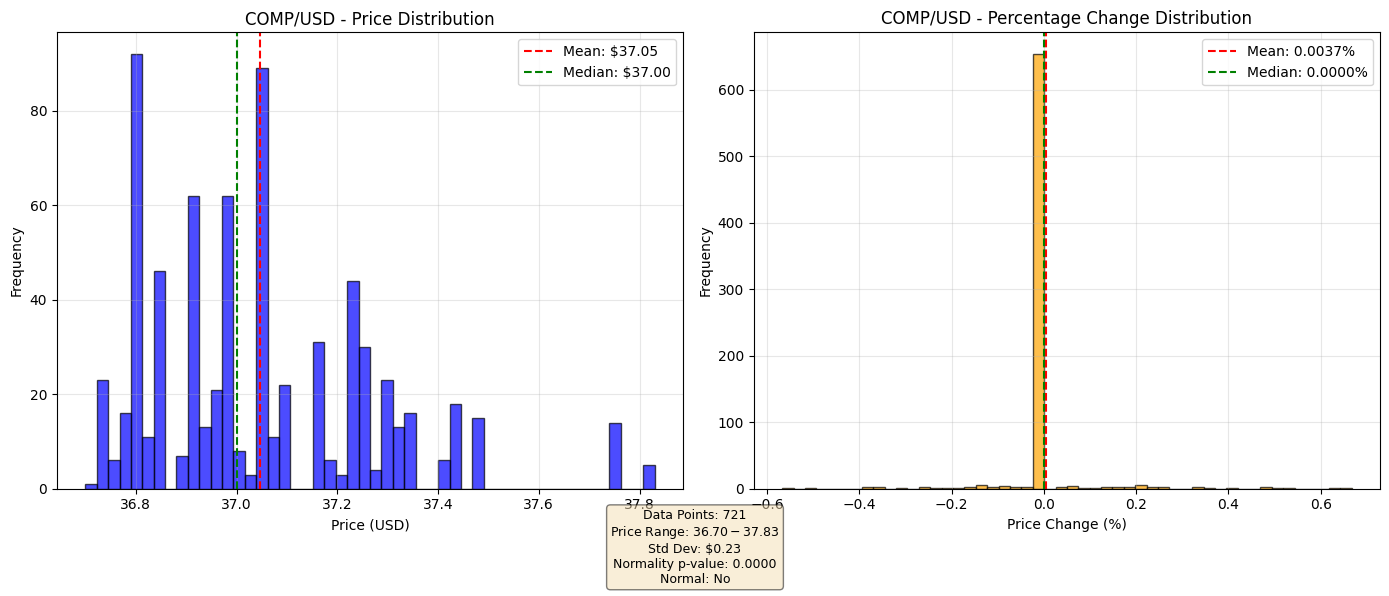 COMP/USD - Price Distribution
Mean: $37.05
Median: $37.00
80
60
40
20
0
Frequency
36.8
37.0
37.2
37.4
37.6
37.8
Price (USD)
COMP/USD - Percentage Change Distribution
Mean: 0.0037%
Median: 0.0000%
600
500
400
300
200
100
0
Frequency
−0.6
−0.4
−0.2
0.0
0.2
0.4
0.6
Price Change (%)
Data Points: 721
Price Range: 36.70 − 37.83
Std Dev: $0.23
Normality p-value: 0.0000
Normal: No